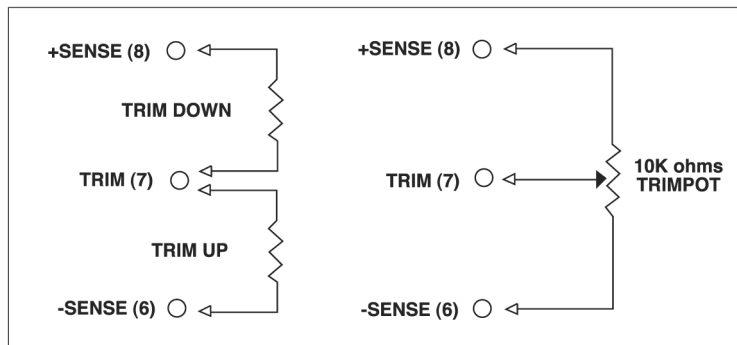 +SENSE (8)
TRIM DOWN
TRIM (7)
TRIM UP
-SENSE (6)
+SENSE (8)
TRIM (7)
10K ohms
TRIMPOT
-SENSE (6)